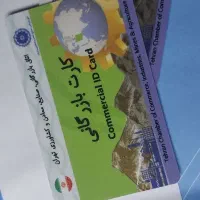 کارت بازرگانی
Commercial ID Card
اتاق بازرگانی، صنایع، معادن و کشاورزی تهران
Tehran Chamber of Commerce, Industries, Mines & Agriculture